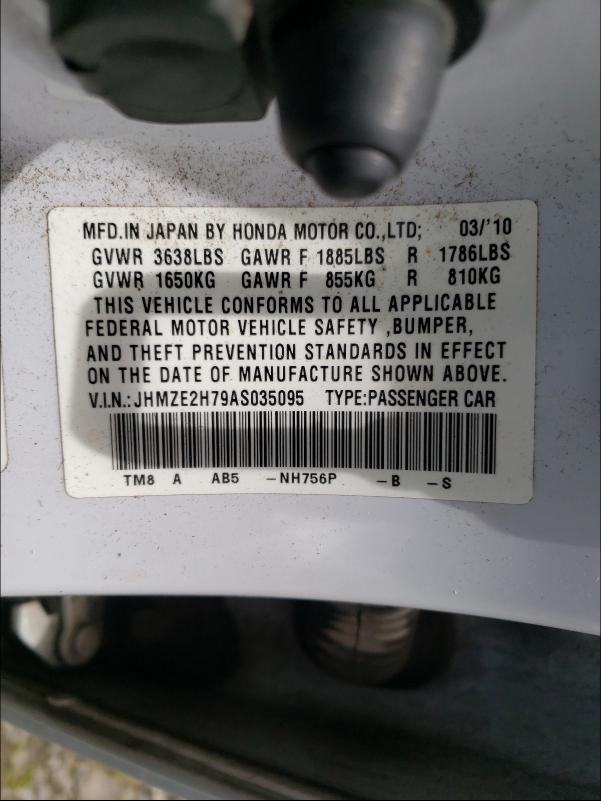 MFD.IN JAPAN BY HONDA MOTOR CO.,LTD; 03/'10
GVWR 3638LBS GAWR F 1885LBS R 1786LBS
GVWR 1650KG GAWR F 855KG R 810KG
THIS VEHICLE CONFORMS TO ALL APPLICABLE
FEDERAL MOTOR VEHICLE SAFETY ,BUMPER,
AND THEFT PREVENTION STANDARDS IN EFFECT
ON THE DATE OF MANUFACTURE SHOWN ABOVE.
V.I.N.:JHMZE2H79AS035095 TYPE:PASSENGER CAR
TM8 A AB5 -NH756P -B -S